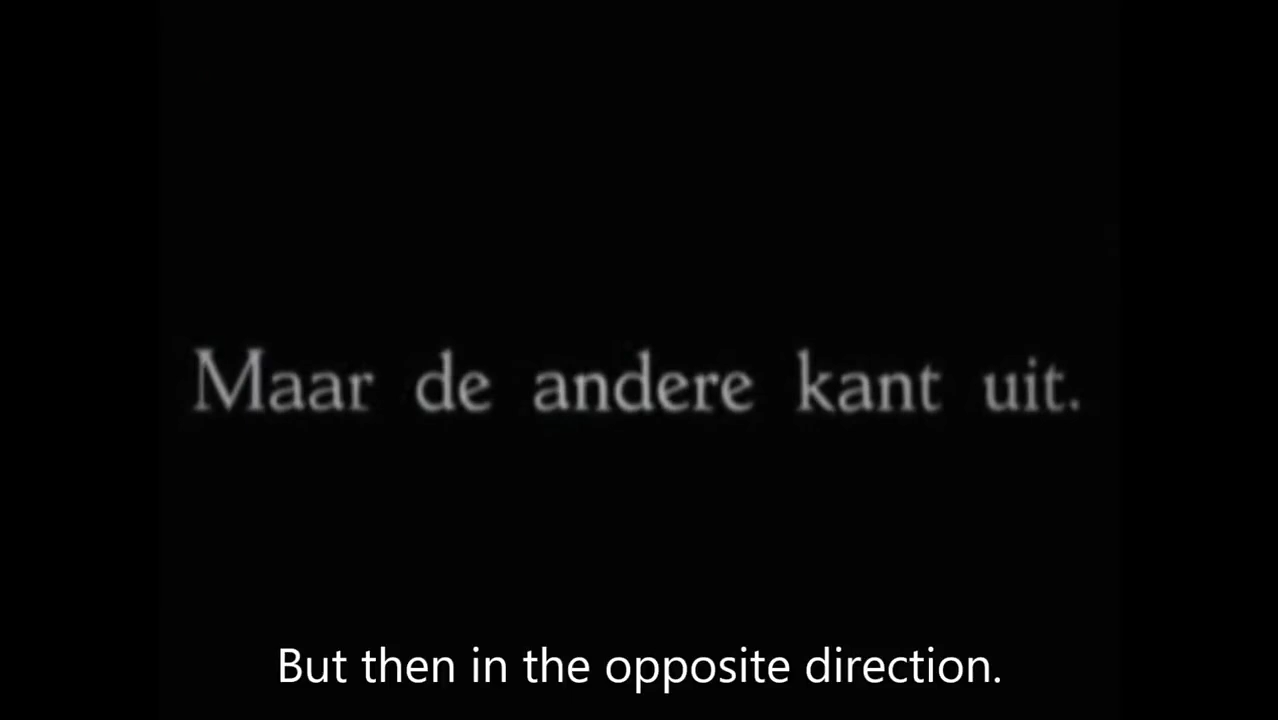 Maar de andere kant uit.
But then in the opposite direction.